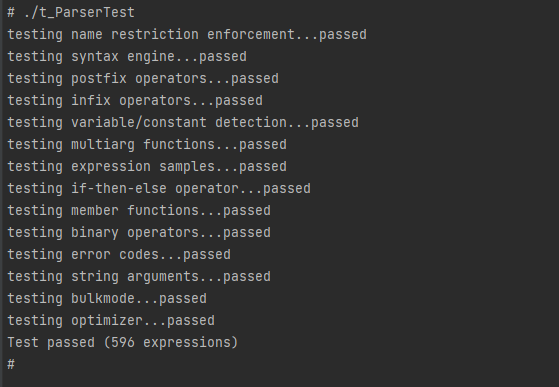 # ./t_ParserTest
testing name restriction enforcement...passed
testing syntax engine...passed
testing postfix operators...passed
testing infix operators...passed
testing variable/constant detection...passed
testing multiarg functions...passed
testing expression samples...passed
testing if-then-else operator...passed
testing member functions...passed
testing binary operators...passed
testing error codes...passed
testing string arguments...passed
testing bulkmode...passed
testing optimizer...passed
Test passed (596 expressions)
#